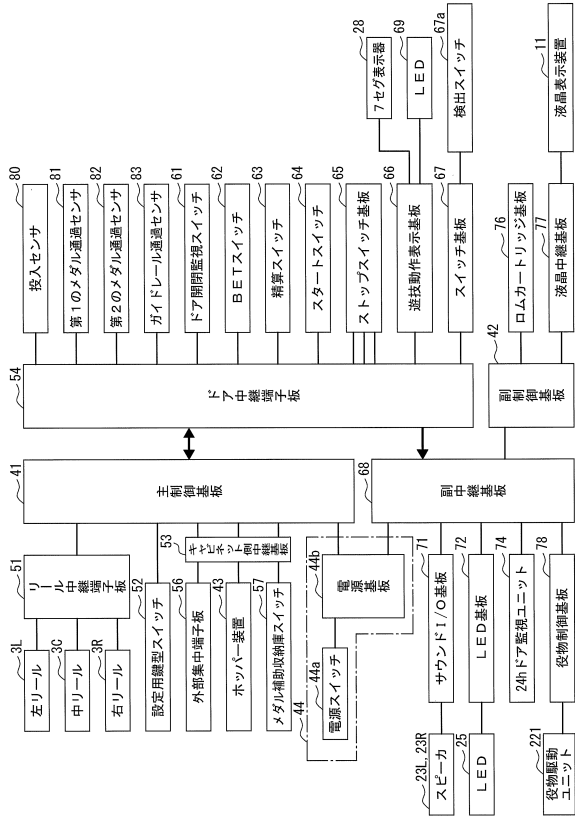 3L
左リール
3C
中リール
3R
右リール
51
リール中継端子板
52
設定用鍵型スイッチ
53
キャビネット側中継基板
56
外部集中端子板
43
ホッパー装置
57
メダル補助収納庫スイッチ
44
44a
電源スイッチ
44b
電源基板
23L, 23R
スピーカ
71
サウンドI/O基板
25
LED
72
LED基板
74
24hドア監視ユニット
221
役物駆動
ユニット
78
役物制御基板
41
主制御基板
68
副中継基板
54
ドア中継端子板
42
副制御基板
80
投入センサ
81
第1のメダル通過センサ
82
第2のメダル通過センサ
83
ガイドレール通過センサ
61
ドア開閉監視スイッチ
62
BETスイッチ
63
精算スイッチ
64
スタートスイッチ
65
ストップスイッチ基板
66
遊技動作表示基板
67
スイッチ基板
28
7セグ表示器
69
LED
67a
検出スイッチ
76
ロムカートリッジ基板
77
液晶中継基板
11
液晶表示装置